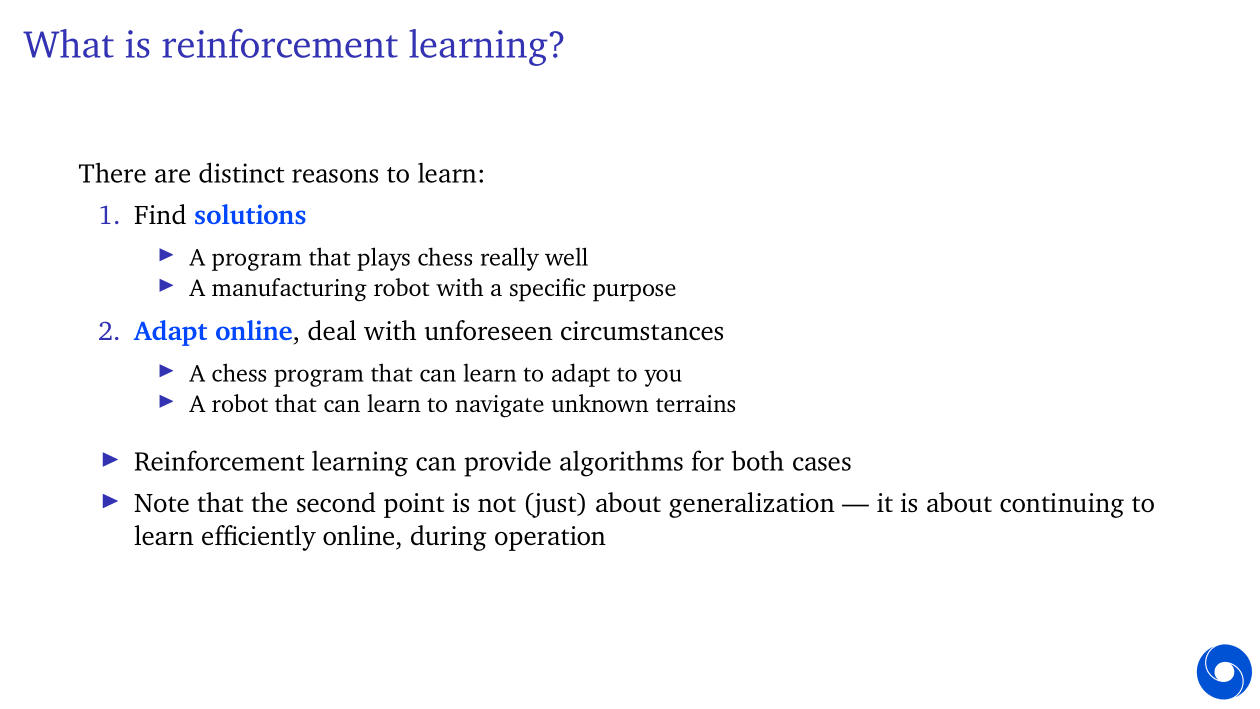 What is reinforcement learning?
There are distinct reasons to learn:
1. Find solutions
▶ A program that plays chess really well
▶ A manufacturing robot with a specific purpose
2. Adapt online, deal with unforeseen circumstances
▶ A chess program that can learn to adapt to you
▶ A robot that can learn to navigate unknown terrains
▶ Reinforcement learning can provide algorithms for both cases
▶ Note that the second point is not (just) about generalization — it is about continuing to
learn efficiently online, during operation